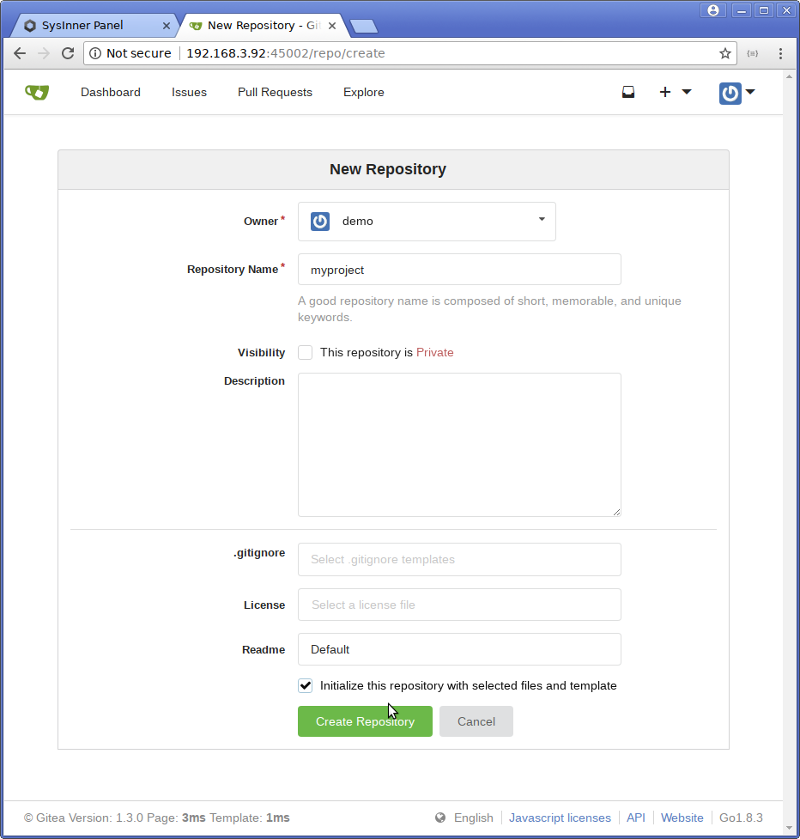 SysInner Panel
New Repository - Git
Not secure
192.168.3.92:45002/repo/create
Dashboard Issues Pull Requests Explore
New Repository
Owner*
demo
Repository Name*
myproject
A good repository name is composed of short, memorable, and unique
keywords.
Visibility
This repository is Private
Description
.gitignore
Select .gitignore templates
License
Select a license file
Readme
Default
Initialize this repository with selected files and template
Create Repository
Cancel
© Gitea Version: 1.3.0 Page: 3ms Template: 1ms
English
Javascript licenses
API
Website
Go1.8.3